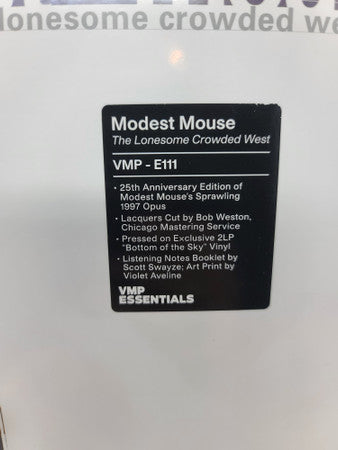 lonesome crowded we
Modest Mouse
The Lonesome Crowded West
VMP - E111
• 25th Anniversary Edition of
Modest Mouse's Sprawling
1997 Opus
• Lacquers Cut by Bob Weston,
Chicago Mastering Service
• Pressed on Exclusive 2LP
"Bottom of the Sky" Vinyl
• Listening Notes Booklet by
Scott Swayze; Art Print by
Violet Aveline
VMP
ESSENTIALS